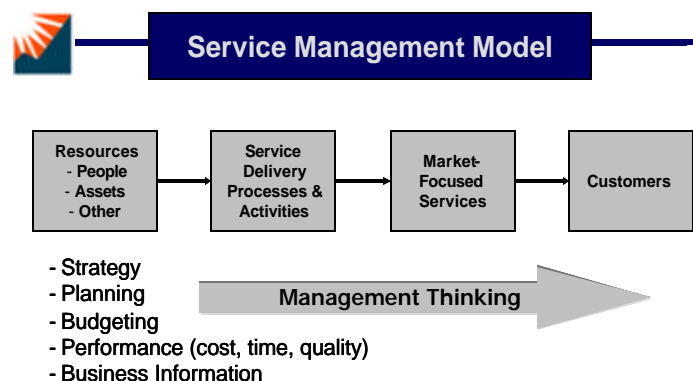 Service Management Model
Resources
- People
- Assets
- Other
Service
Delivery
Processes &
Activities
Market-
Focused
Services
Customers
- Strategy
- Planning
- Budgeting
- Performance (cost, time, quality)
- Business Information
Management Thinking